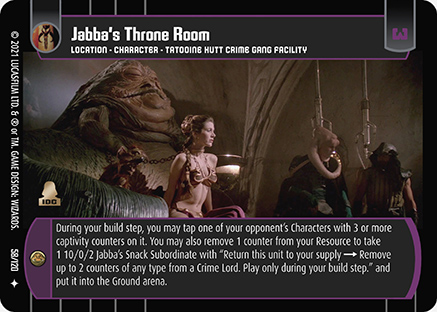 Jabba's Throne Room
LOCATION - CHARACTER - TATOOINE HUTT CRIME GANG FACILITY
© 2021 LUCASFILM LTD. & ® OR TM. GAME DESIGN: WIZARDS.
58/120
IDC
During your build step, you may tap one of your opponent's Characters with 3 or more
captivity counters on it. You may also remove 1 counter from your Resource to take
1 10/0/2 Jabba's Snack Subordinate with "Return this unit to your supply → Remove
up to 2 counters of any type from a Crime Lord. Play only during your build step." and
put it into the Ground arena.